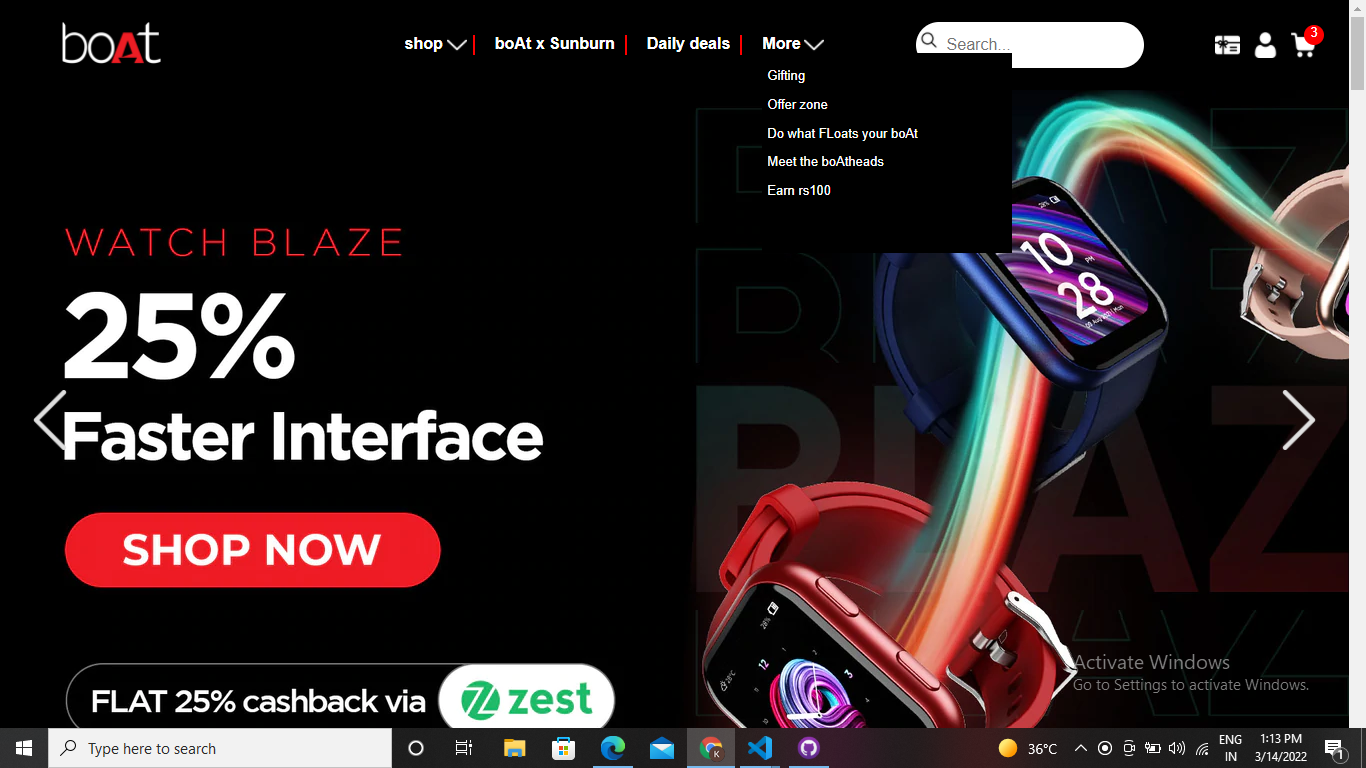 boAt
shop
boAt x Sunburn
Daily deals
More
Search...
3
Gifting
Offer zone
Do what FLoats your boAt
Meet the boAtheads
Earn rs100
WATCH BLAZE
25%
Faster Interface
SHOP NOW
FLAT 25% cashback via zest
10
28
PM
BLAZ
Activate Windows
Go to Settings to activate Windows.
Type here to search
36°C
ENG
IN
1:13 PM
3/14/2022
1